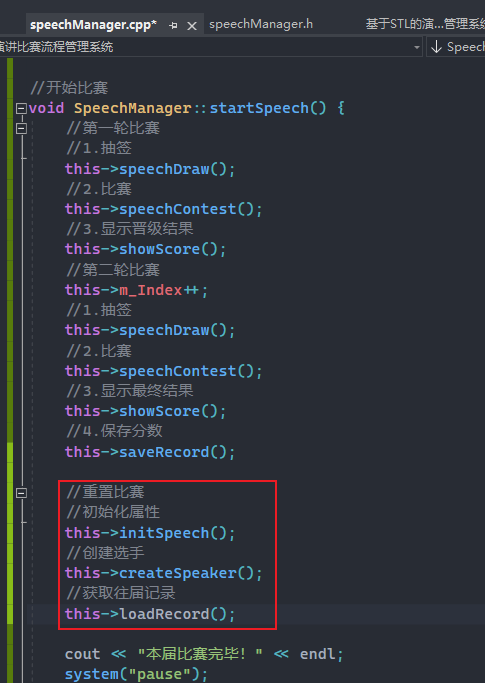 speechManager.cpp*
speechManager.h
基于STL的演...管理系统
演讲比赛流程管理系统
Speech
//开始比赛
void SpeechManager::startSpeech() {
//第一轮比赛
//1.抽签
this->speechDraw();
//2.比赛
this->speechContest();
//3.显示晋级结果
this->showScore();
//第二轮比赛
this->m_Index++;
//1.抽签
this->speechDraw();
//2.比赛
this->speechContest();
//3.显示最终结果
this->showScore();
//4.保存分数
this->saveRecord();
//重置比赛
//初始化属性
this->initSpeech();
//创建选手
this->createSpeaker();
//获取往届记录
this->loadRecord();
cout << "本届比赛完毕！" << endl;
system("pause");